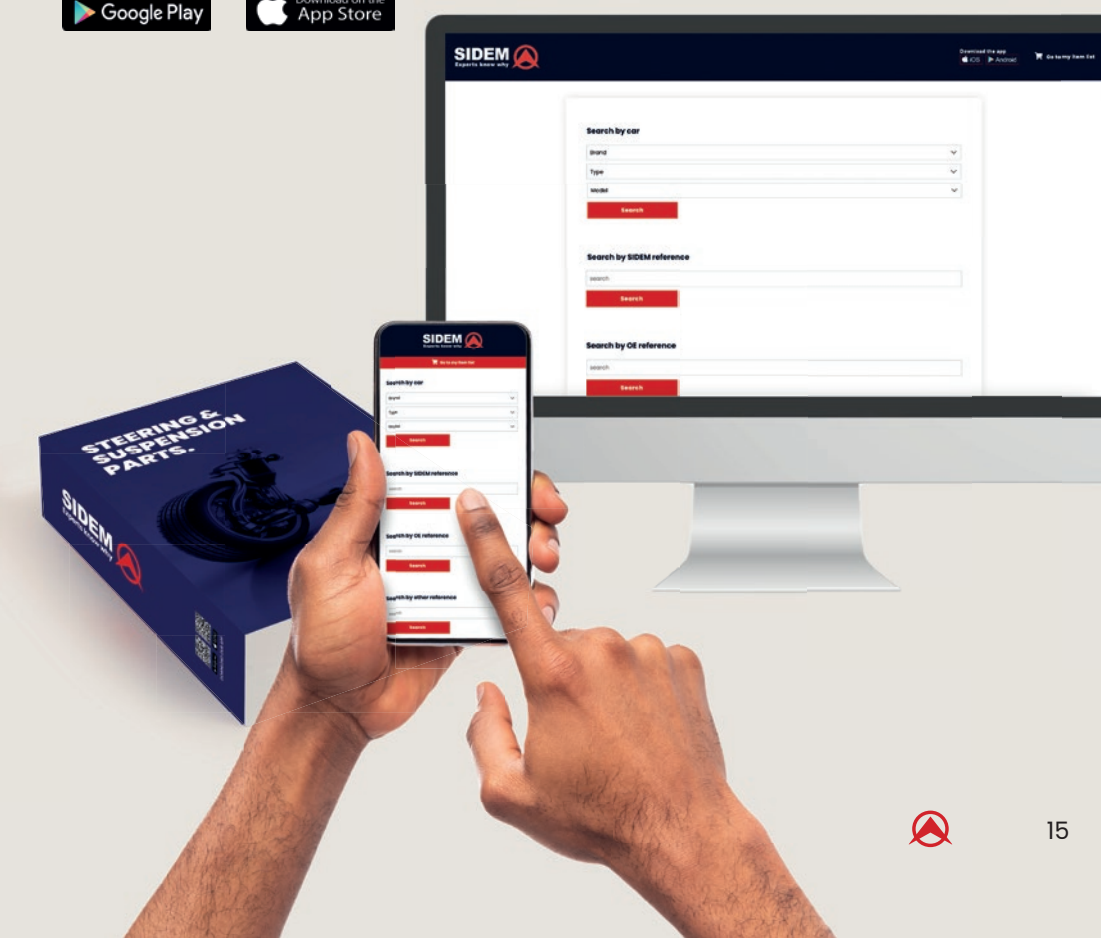 Google Play
Download on the
App Store
SIDEM
Experts know why
Download the app
iOS
Android
Go to my item list
Search by car
Brand
Type
Model
Search
Search by SIDEM reference
search
Search
Search by OE reference
search
Search
SIDEM
Experts know why
Go to my item list
Search by car
Brand
Type
Model
Search
Search by SIDEM reference
search
Search
Search by OE reference
search
Search
Search by other reference
search
Search
STEERING &
SUSPENSION
PARTS.
SIDEM
Experts know why
15